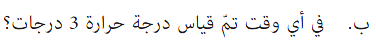 ب. في أي وقت تمّ قياس درجة حرارة 3 درجات؟